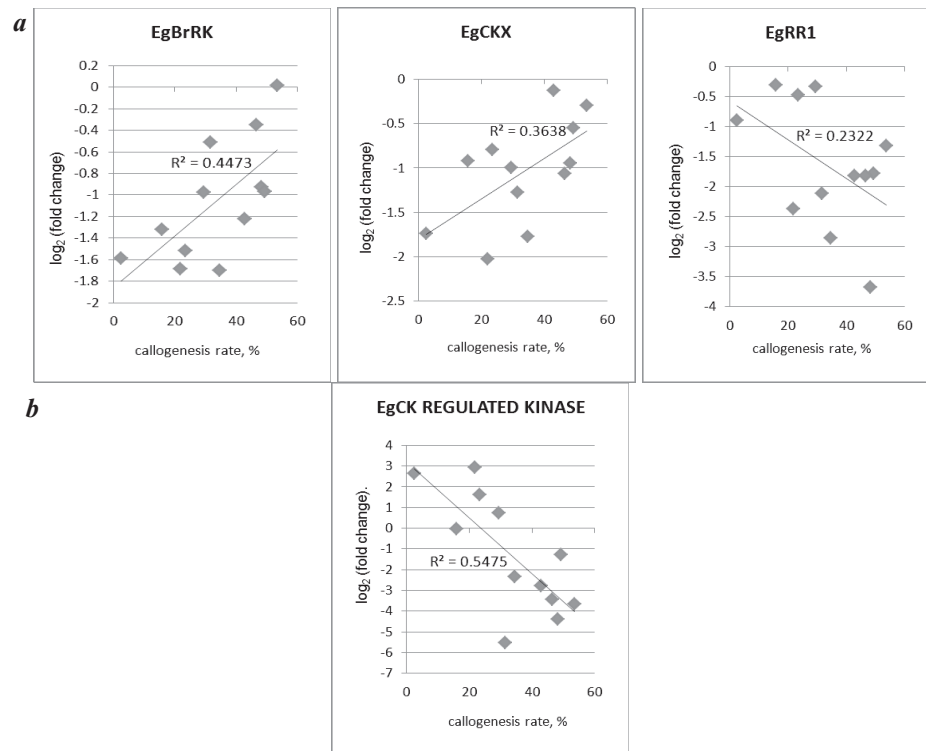 a
EgBrRK
0.2
0
-0.2
-0.4
-0.6
-0.8
-1
-1.2
-1.4
-1.6
-1.8
-2
log₂ (fold change)
R² = 0.4473
0 20 40 60
callogenesis rate, %
EgCKX
0
-0.5
-1
-1.5
-2
-2.5
log₂ (fold change)
R² = 0.3638
0 20 40 60
callogenesis rate, %
EgRR1
0
-0.5
-1
-1.5
-2
-2.5
-3
-3.5
-4
log₂ (fold change)
R² = 0.2322
0 20 40 60
callogenesis rate, %
b
EgCK REGULATED KINASE
4
3
2
1
0
-1
-2
-3
-4
-5
-6
-7
log₂ (fold change).
R² = 0.5475
0 20 40 60
callogenesis rate, %